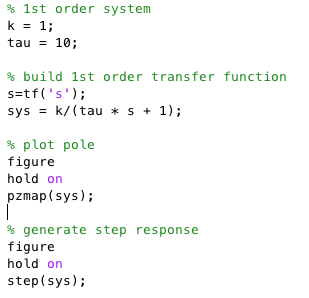 % 1st order system
k = 1;
tau = 10;
% build 1st order transfer function
s=tf('s');
sys = k/(tau * s + 1);
% plot pole
figure
hold on
pzmap(sys);
% generate step response
figure
hold on
step(sys);